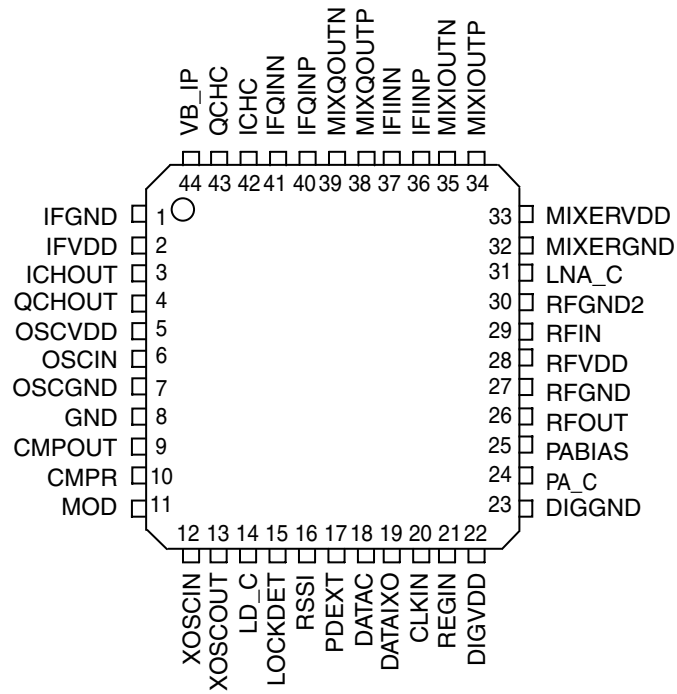 VB_IP
QCHC
ICHC
IFQINN
IFQINP
MIXQOUTN
MIXQOUTP
IFIINN
IFIINP
MIXIOUTN
MIXIOUTP
44 43 42 41 40 39 38 37 36 35 34
IFGND 1
IFVDD 2
ICHOUT 3
QCHOUT 4
OSCVDD 5
OSCIN 6
OSCGND 7
GND 8
CMPOUT 9
CMPR 10
MOD 11
33 MIXERVDD
32 MIXERGND
31 LNA_C
30 RFGND2
29 RFIN
28 RFVDD
27 RFGND
26 RFOUT
25 PABIAS
24 PA_C
23 DIGGND
12 13 14 15 16 17 18 19 20 21 22
XOSCIN
XOSCOUT
LD_C
LOCKDET
RSSI
PDEXT
DATAC
DATAIXO
CLKIN
REGIN
DIGVDD